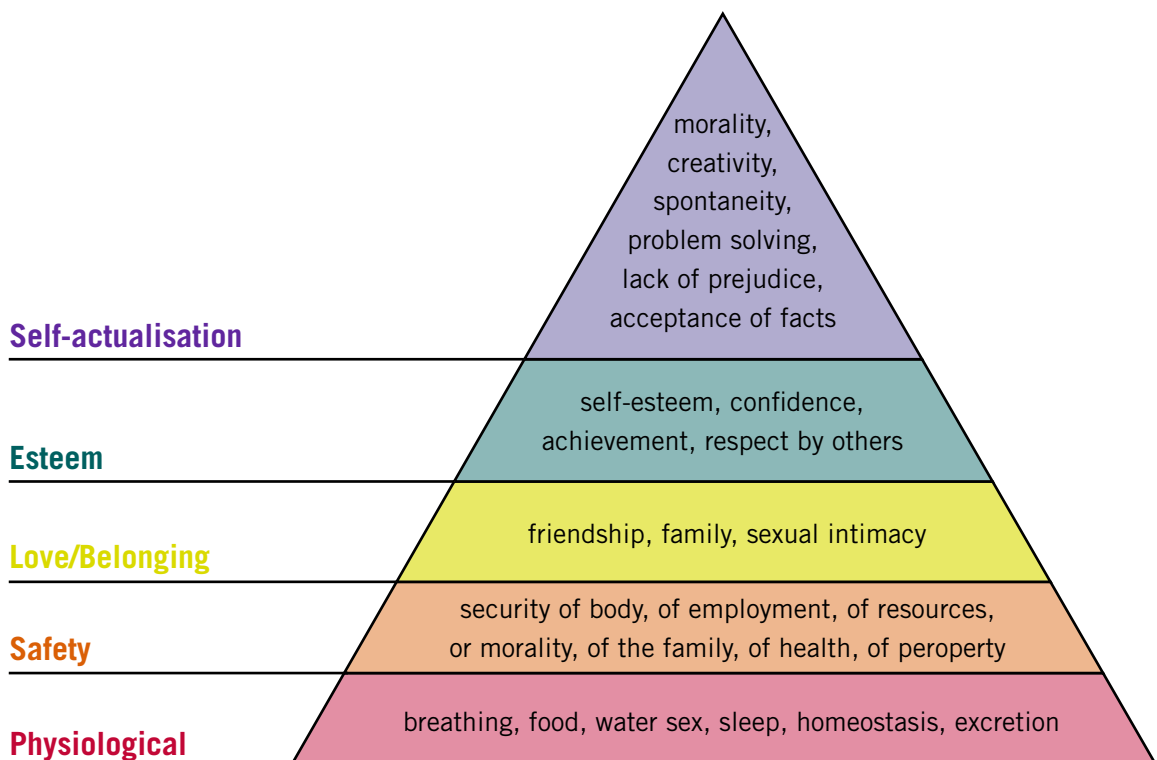 morality,
creativity,
spontaneity,
problem solving,
lack of prejudice,
acceptance of facts
Self-actualisation
self-esteem, confidence,
achievement, respect by others
Esteem
friendship, family, sexual intimacy
Love/Belonging
security of body, of employment, of resources,
or morality, of the family, of health, of peroperty
Safety
breathing, food, water sex, sleep, homeostasis, excretion
Physiological